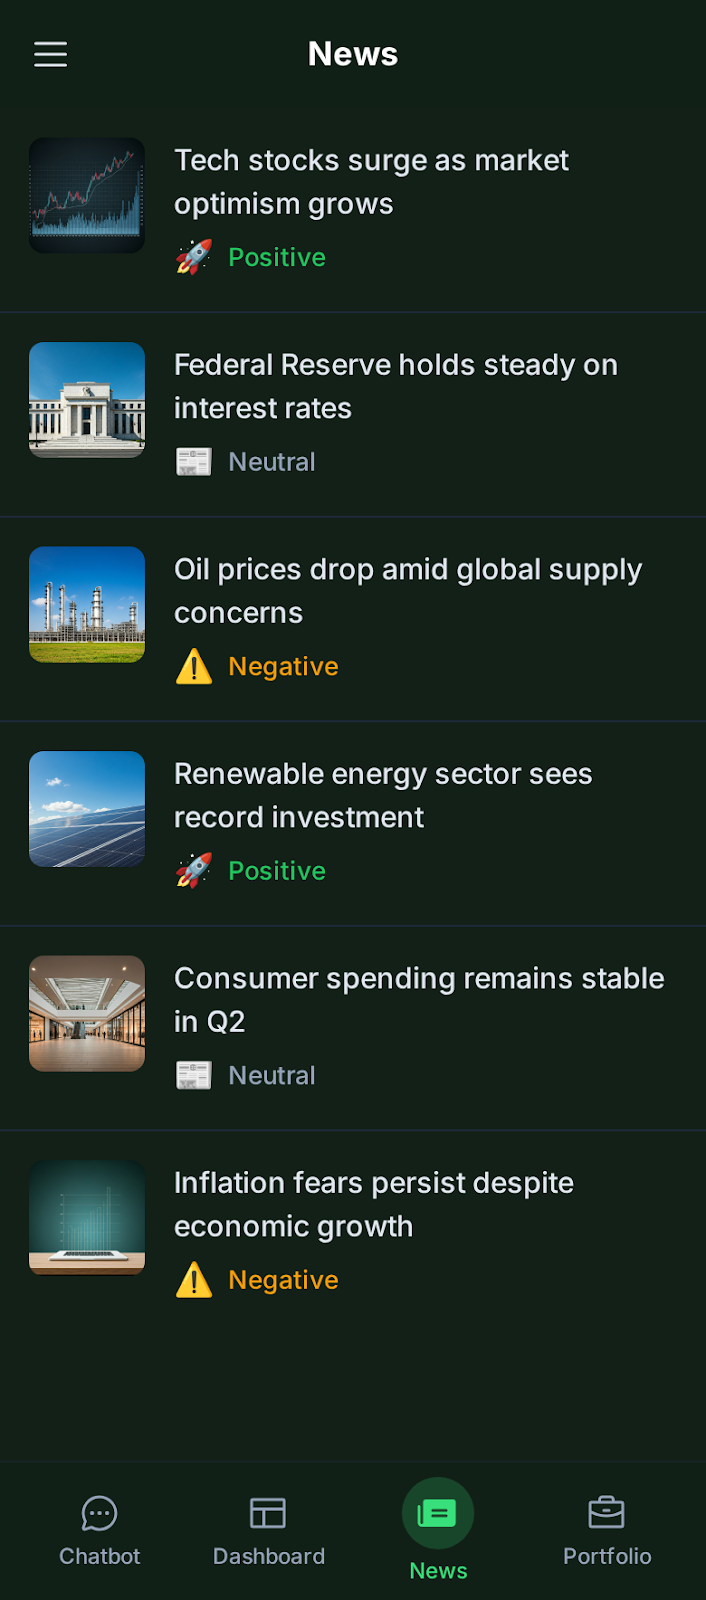 News
Tech stocks surge as market
optimism grows
🚀 Positive
Federal Reserve holds steady on
interest rates
📰 Neutral
Oil prices drop amid global supply
concerns
⚠️ Negative
Renewable energy sector sees
record investment
🚀 Positive
Consumer spending remains stable
in Q2
📰 Neutral
Inflation fears persist despite
economic growth
⚠️ Negative
Chatbot
Dashboard
News
Portfolio